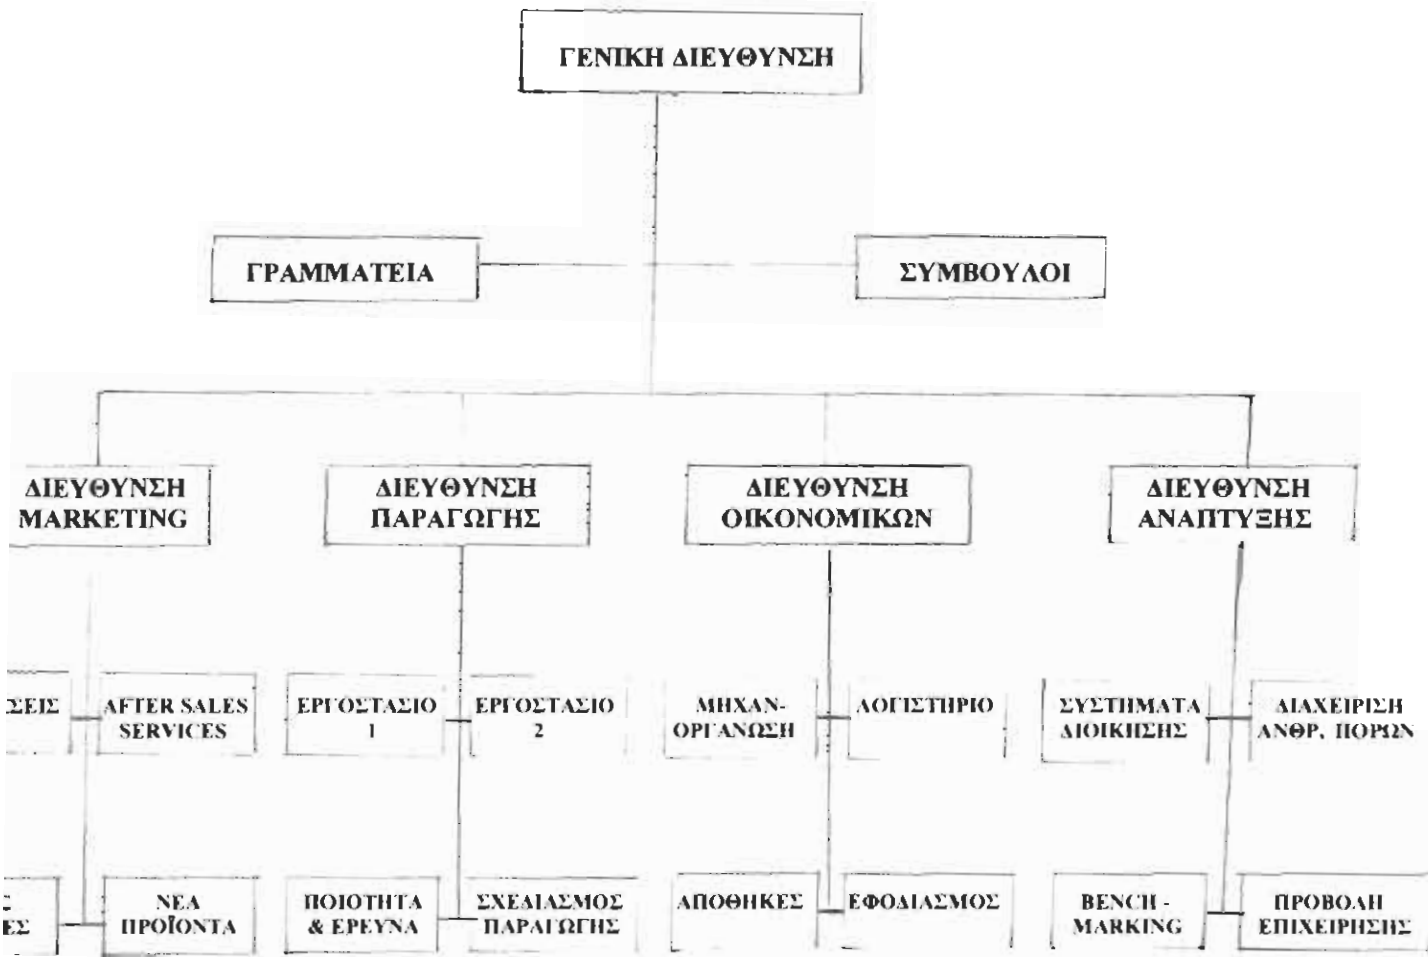 ΓΕΝΙΚΗ ΔΙΕΥΘΥΝΣΗ
ΓΡΑΜΜΑΤΕΙΑ
ΣΥΜΒΟΥΛΟΙ
ΔΙΕΥΘΥΝΣΗ
MARKETING
ΔΙΕΥΘΥΝΣΗ
ΠΑΡΑΓΩΓΗΣ
ΔΙΕΥΘΥΝΣΗ
ΟΙΚΟΝΟΜΙΚΩΝ
ΔΙΕΥΘΥΝΣΗ
ΑΝΑΠΤΥΞΗΣ
ΣΕΙΣ
AFTER SALES
SERVICES
ΕΡΓΟΣΤΑΣΙΟ
1
ΕΡΓΟΣΤΑΣΙΟ
2
ΜΗΧΑΝ-
ΟΡΓΑΝΩΣΗ
ΛΟΓΙΣΤΗΡΙΟ
ΣΥΣΤΗΜΑΤΑ
ΔΙΟΙΚΗΣΗΣ
ΔΙΑΧΕΙΡΙΣΗ
ΑΝΘΡ. ΠΟΡΩΝ
Σ
ΕΣ
ΝΕΑ
ΠΡΟΪΟΝΤΑ
ΠΟΙΟΤΗΤΑ
& ΕΡΕΥΝΑ
ΣΧΕΔΙΑΣΜΟΣ
ΠΑΡΑΓΩΓΗΣ
ΑΠΟΘΗΚΕΣ
ΕΦΟΔΙΑΣΜΟΣ
BENCH -
MARKING
ΠΡΟΒΟΛΗ
ΕΠΙΧΕΙΡΗΣΗΣ